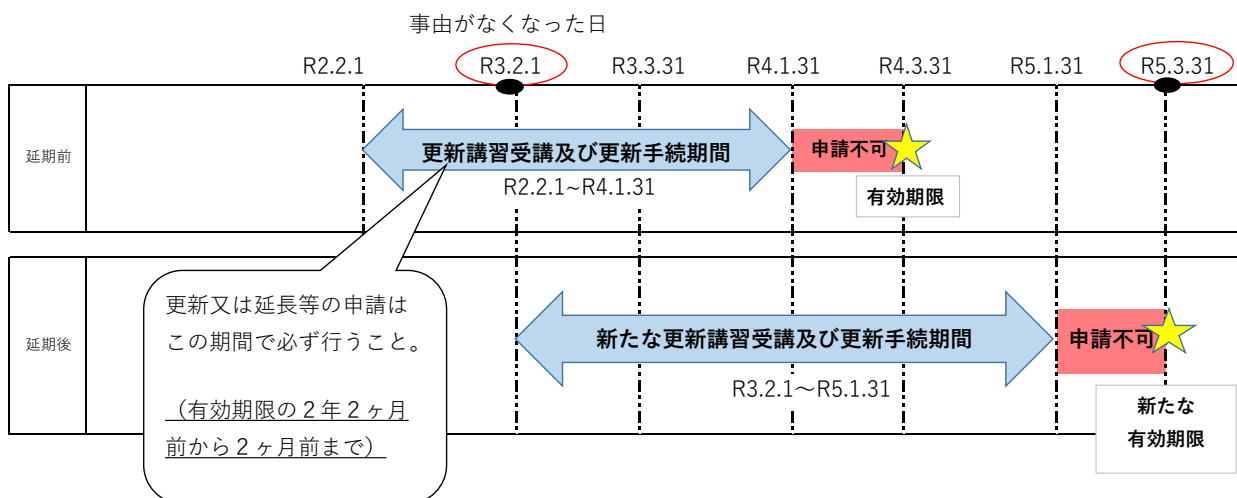 事由がなくなった日
R2.2.1 R3.2.1 R3.3.31 R4.1.31 R4.3.31 R5.1.31 R5.3.31
延期前
更新講習受講及び更新手続期間
R2.2.1~R4.1.31
申請不可
有効期限
更新又は延長等の申請は
この期間で必ず行うこと。
（有効期限の２年２ヶ月
前から２ヶ月前まで）
延期後
新たな更新講習受講及び更新手続期間
R3.2.1～R5.1.31
申請不可
新たな
有効期限